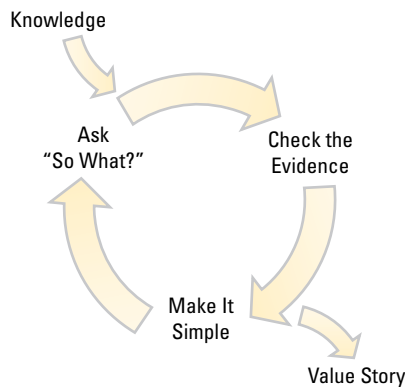 Knowledge
Ask
“So What?”
Check the
Evidence
Make It
Simple
Value Story